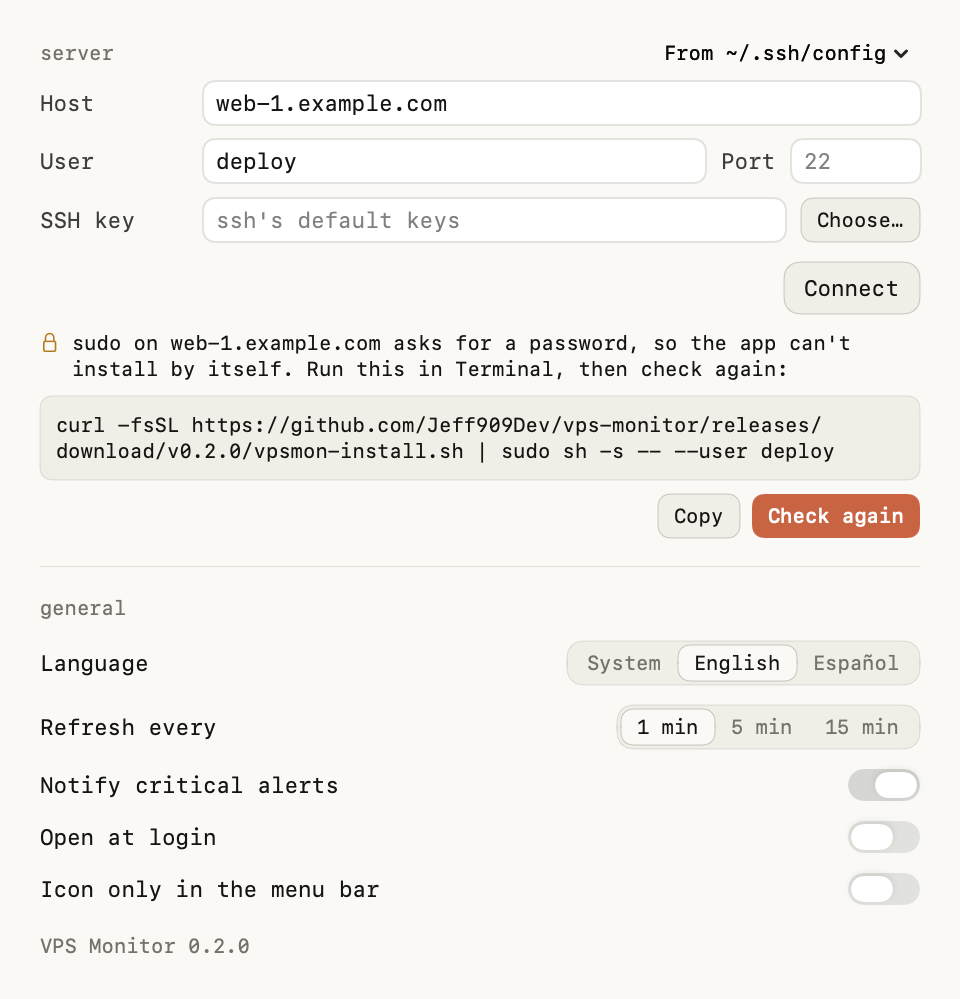 server From ~/.ssh/config
Host web-1.example.com
User deploy Port 22
SSH key ssh's default keys Choose…
Connect
sudo on web-1.example.com asks for a password, so the app can't
install by itself. Run this in Terminal, then check again:
curl -fsSL https://github.com/Jeff909Dev/vps-monitor/releases/
download/v0.2.0/vpsmon-install.sh | sudo sh -s -- --user deploy
Copy Check again
general
Language System English Español
Refresh every 1 min 5 min 15 min
Notify critical alerts
Open at login
Icon only in the menu bar
VPS Monitor 0.2.0